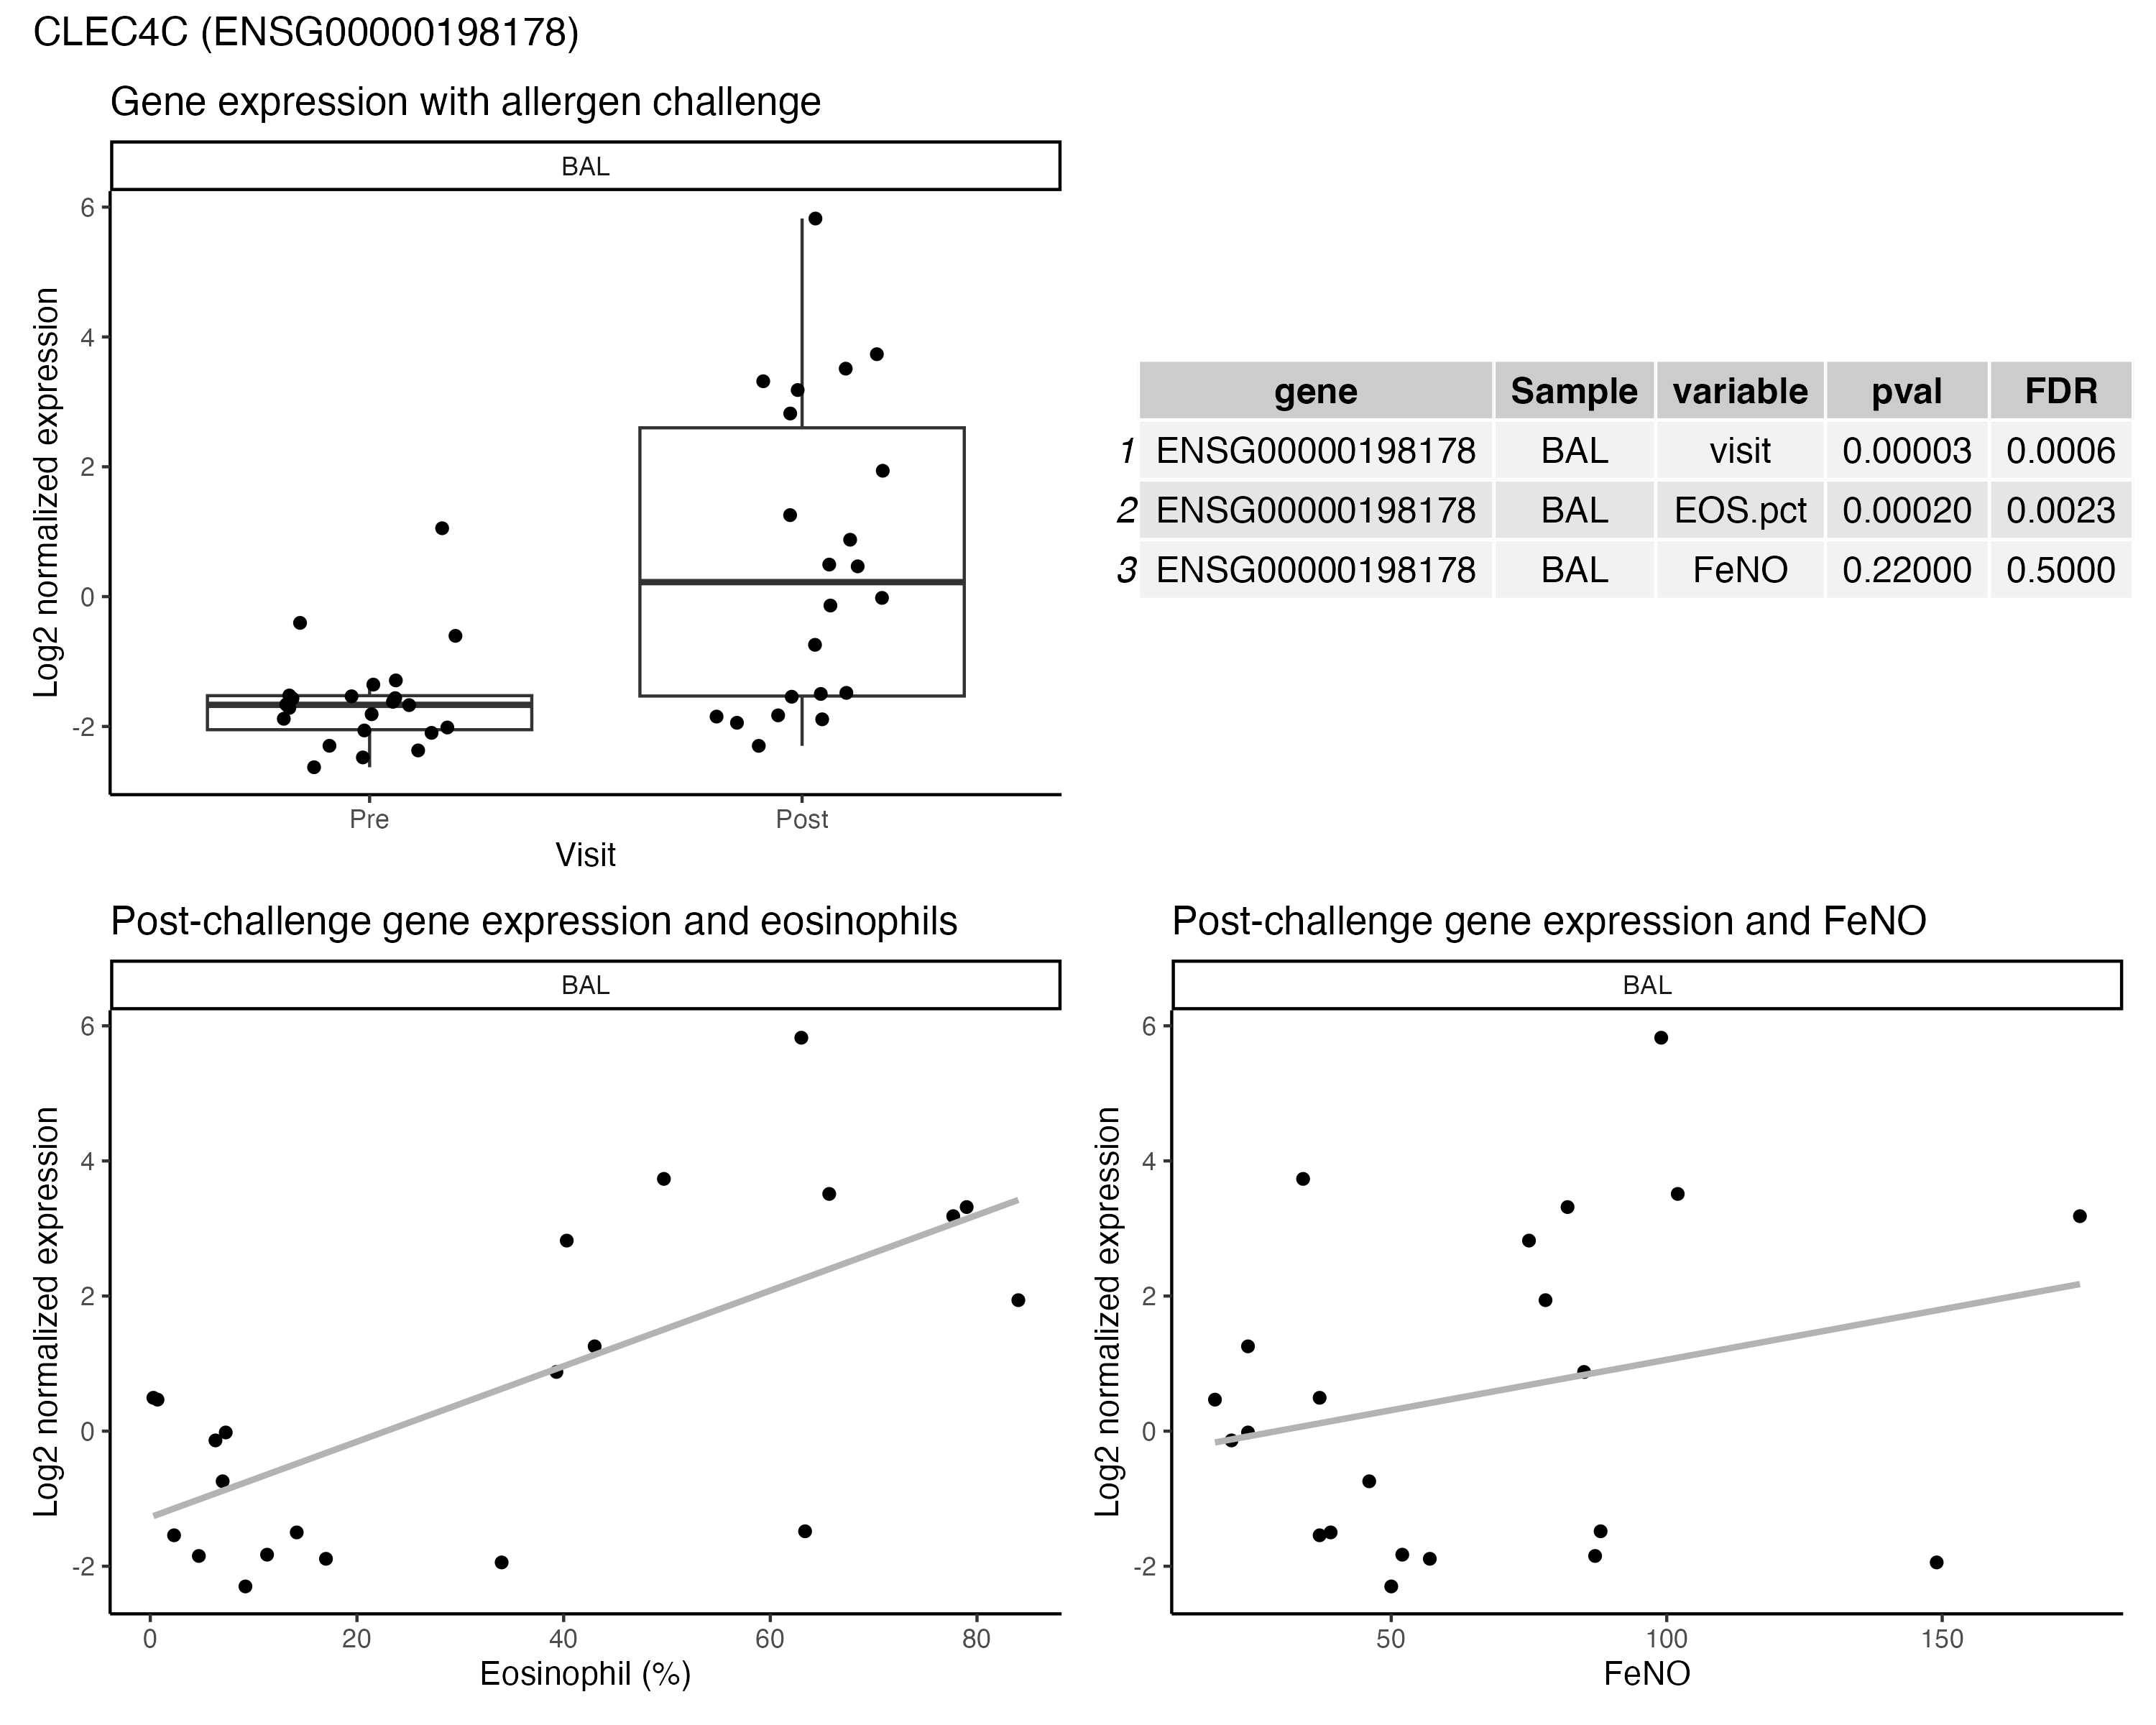 CLEC4C (ENSG00000198178)
Gene expression with allergen challenge
BAL
Log2 normalized expression
6
4
2
0
-2
Pre Post
Visit
gene Sample variable pval FDR
1 ENSG00000198178 BAL visit 0.00003 0.0006
2 ENSG00000198178 BAL EOS.pct 0.00020 0.0023
3 ENSG00000198178 BAL FeNO 0.22000 0.5000
Post-challenge gene expression and eosinophils
BAL
Log2 normalized expression
6
4
2
0
-2
0 20 40 60 80
Eosinophil (%)
Post-challenge gene expression and FeNO
BAL
Log2 normalized expression
6
4
2
0
-2
50 100 150
FeNO